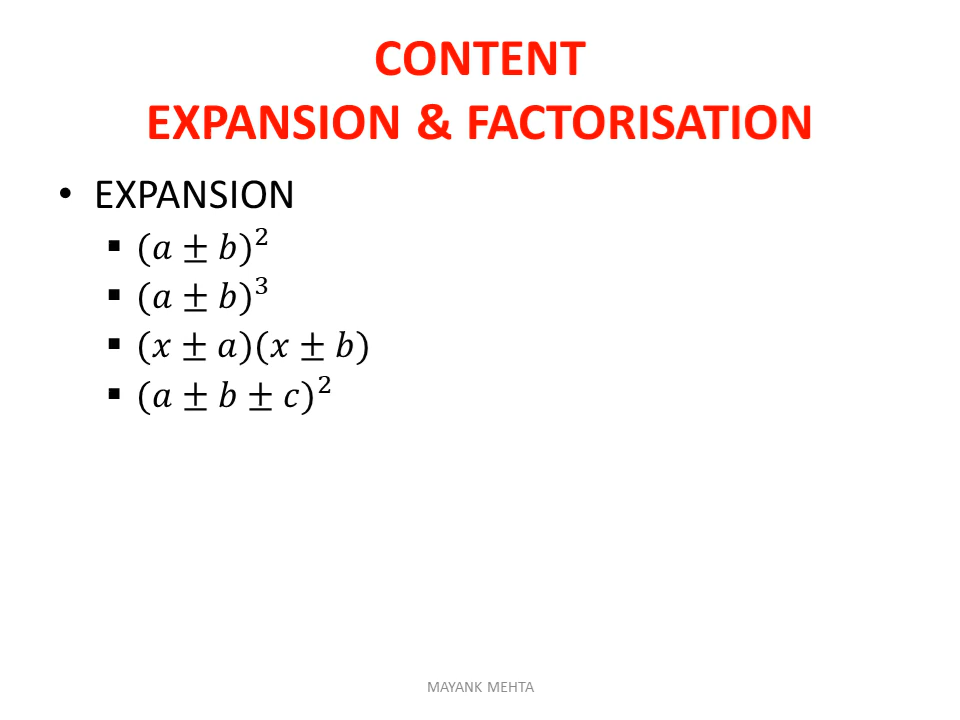 CONTENT
EXPANSION & FACTORISATION
• EXPANSION
▪ (𝑎 ± 𝑏)²
▪ (𝑎 ± 𝑏)³
▪ (𝑥 ± 𝑎)(𝑥 ± 𝑏)
▪ (𝑎 ± 𝑏 ± 𝑐)²
MAYANK MEHTA